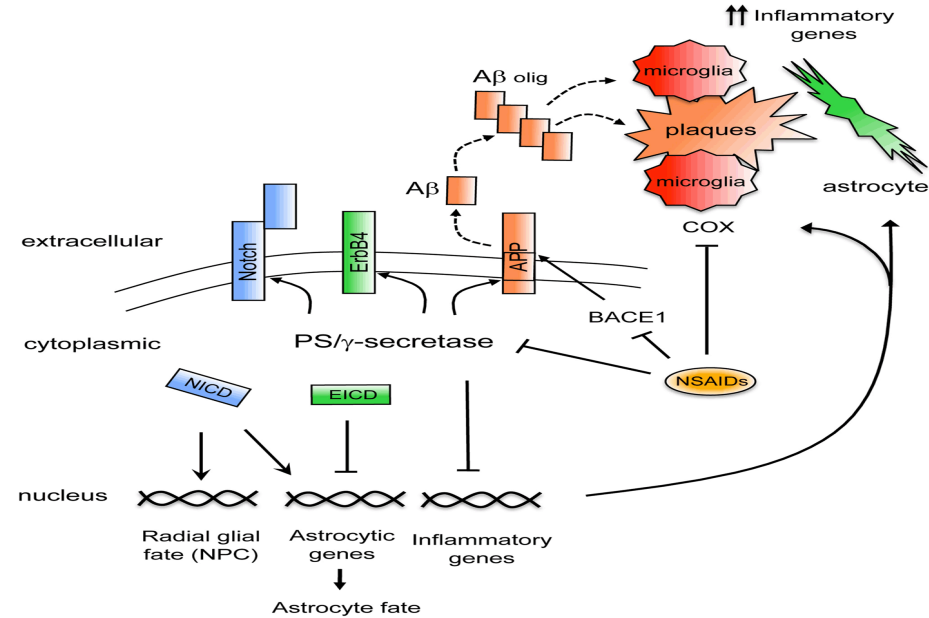 Inflammatory
genes
Aβ olig
microglia
plaques
microglia
astrocyte
Aβ
COX
extracellular
Notch
ErbB4
APP
BACE1
cytoplasmic
PS/γ-secretase
NSAIDs
NICD
EICD
nucleus
Radial glial
fate (NPC)
Astrocytic
genes
Inflammatory
genes
Astrocyte fate